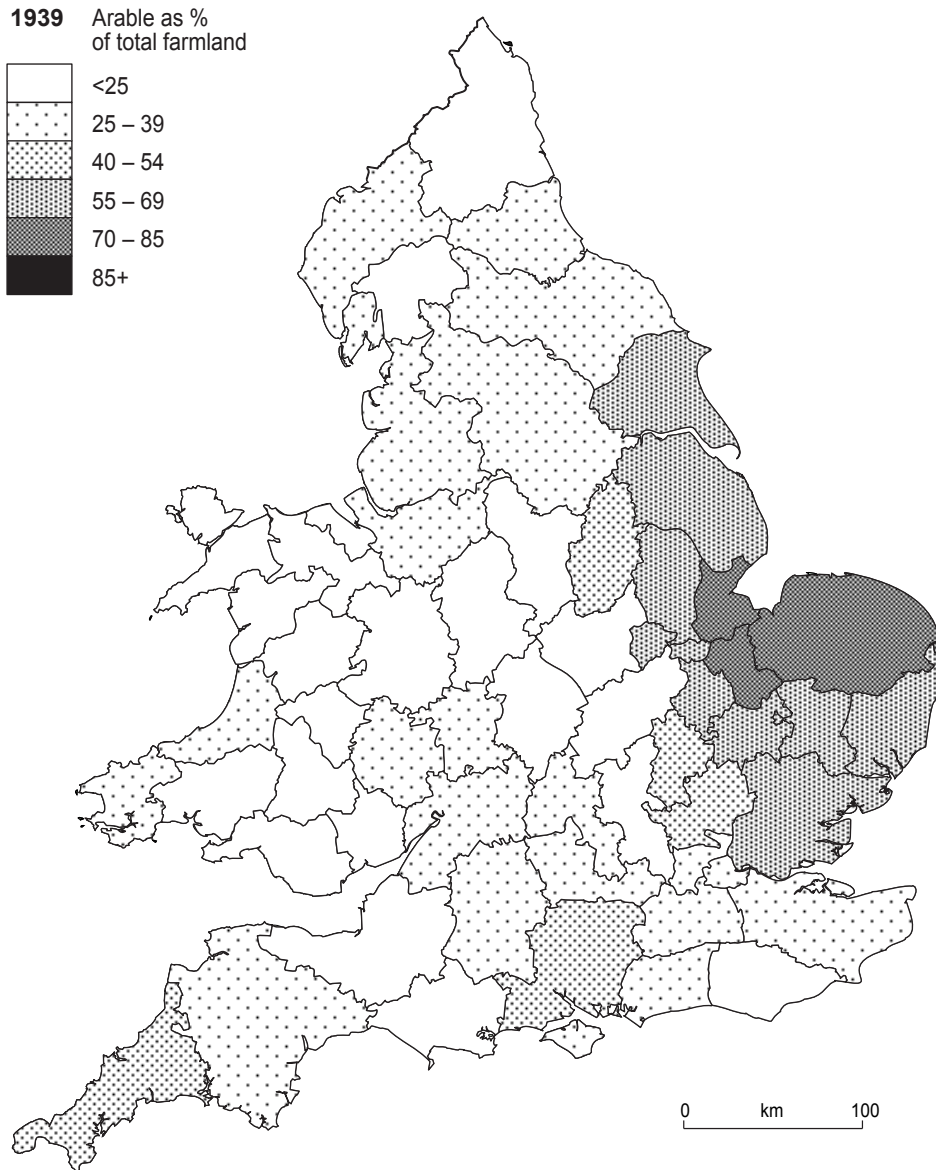 1939 Arable as %
of total farmland
<25
25 – 39
40 – 54
55 – 69
70 – 85
85+
0 km 100